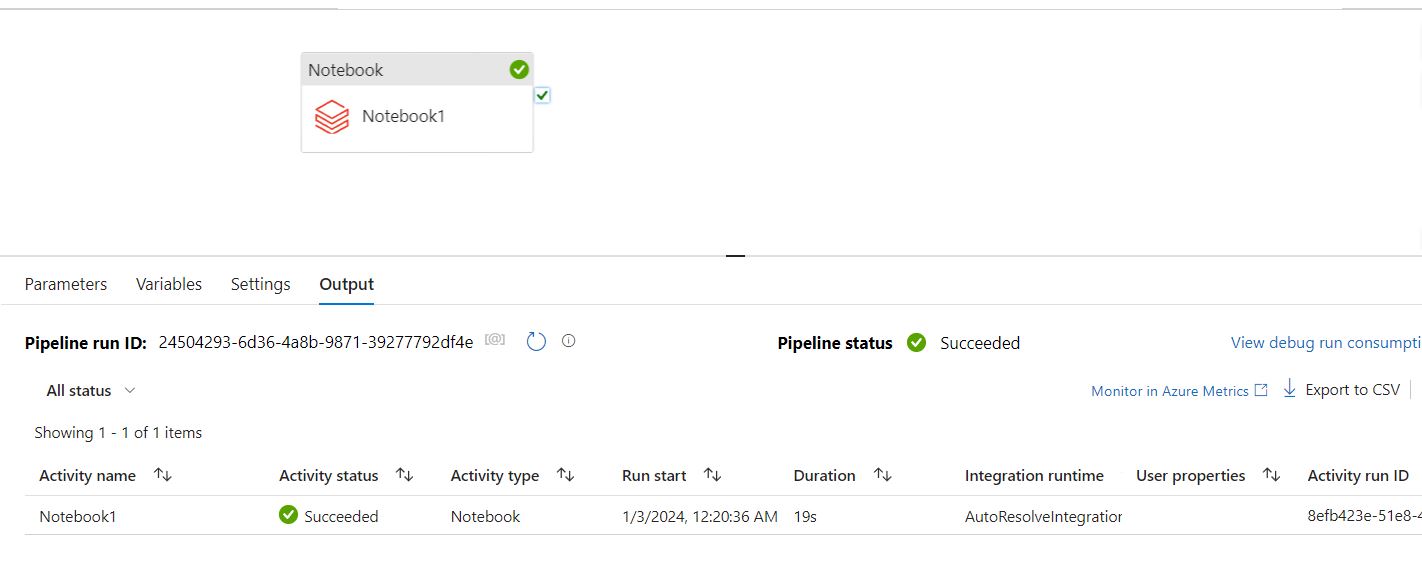 Notebook
Notebook1
Parameters Variables Settings Output
Pipeline run ID: 24504293-6d36-4a8b-9871-39277792df4e [@] Pipeline status Succeeded View debug run consumpti
All status Monitor in Azure Metrics Export to CSV
Showing 1 - 1 of 1 items
Activity name Activity status Activity type Run start Duration Integration runtime User properties Activity run ID
Notebook1 Succeeded Notebook 1/3/2024, 12:20:36 AM 19s AutoResolveIntegration 8efb423e-51e8-4